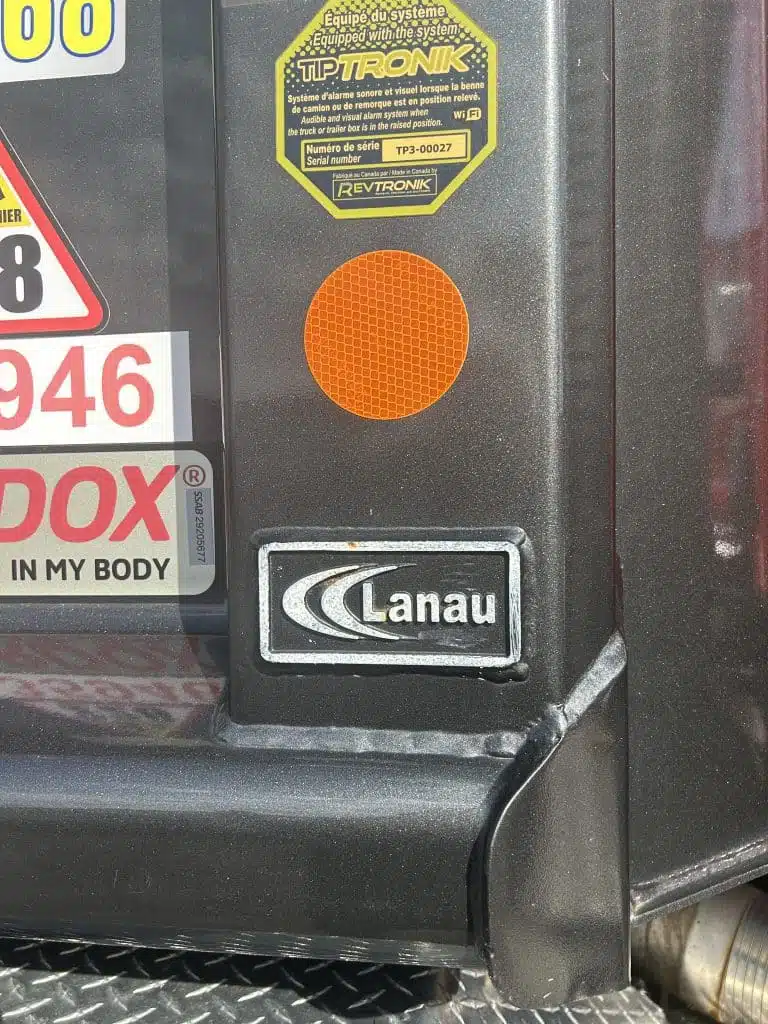 Équipé du système
Equipped with the system
TIPTRONIK
Système d'alarme sonore et visuel lorsque la benne
de camion ou de remorque est en position relevé.
Audible and visual alarm system when
the truck or trailer box is in the raised position.
WiFi
Numéro de série
Serial number
TP3-00027
Fabriqué au Canada par / Made in Canada by
REVTRONIK
NIER
8
946
DOX®
SSAB 29205677
IN MY BODY
Lanau